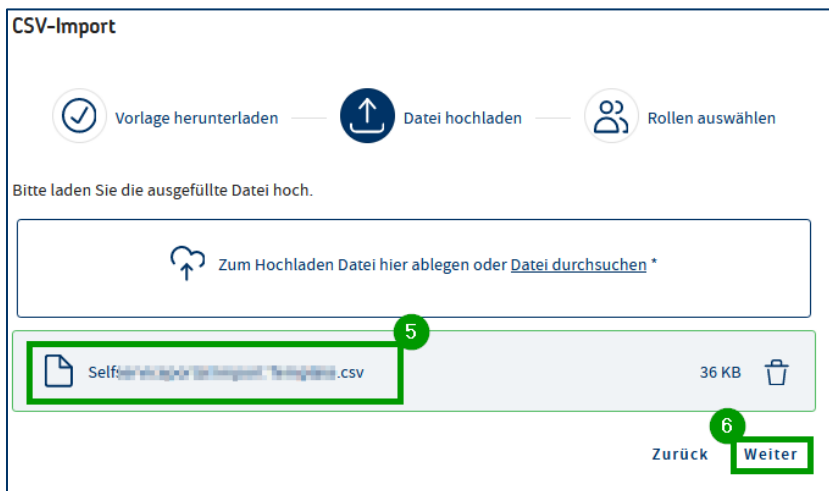 CSV-Import
Vorlage herunterladen
Datei hochladen
Rollen auswählen
Bitte laden Sie die ausgefüllte Datei hoch.
Zum Hochladen Datei hier ablegen oder Datei durchsuchen *
5
Self .csv
36 KB
6
Zurück
Weiter